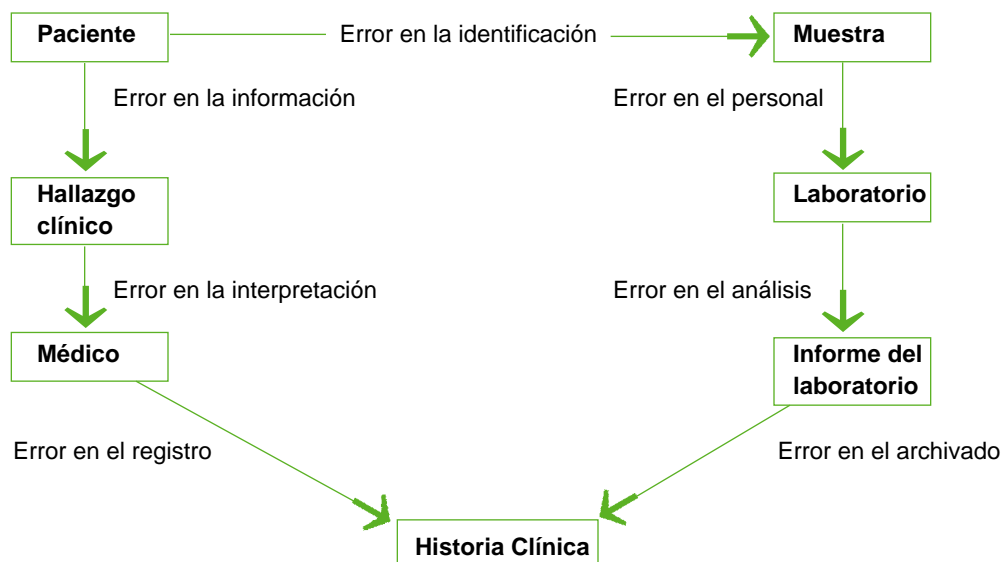 Paciente
Error en la identificación
Muestra
Error en la información
Error en el personal
Hallazgo
clínico
Laboratorio
Error en la interpretación
Error en el análisis
Médico
Informe del
laboratorio
Error en el registro
Error en el archivado
Historia Clínica